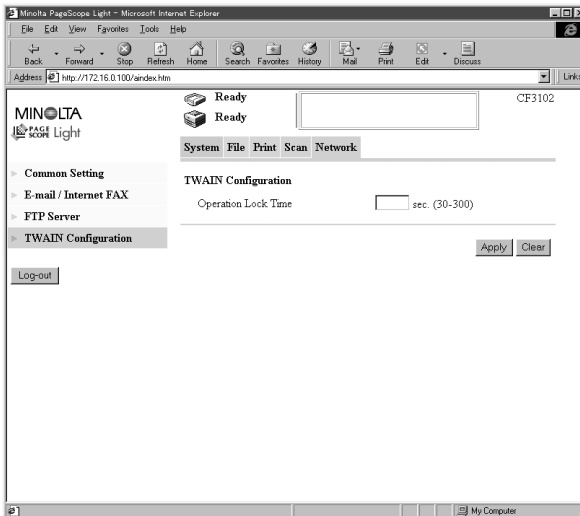 Minolta PageScope Light - Microsoft Internet Explorer
File Edit View Favorites Tools Help
Back Forward Stop Refresh Home Search Favorites History Mail Print Edit Discuss
Address http://172.16.0.100/aindex.htm Links
MINOLTA
PAGE SCOPE Light
Ready
Ready
CF3102
System File Print Scan Network
Common Setting
E-mail / Internet FAX
FTP Server
TWAIN Configuration
Log-out
TWAIN Configuration
Operation Lock Time sec. (30-300)
Apply Clear
My Computer